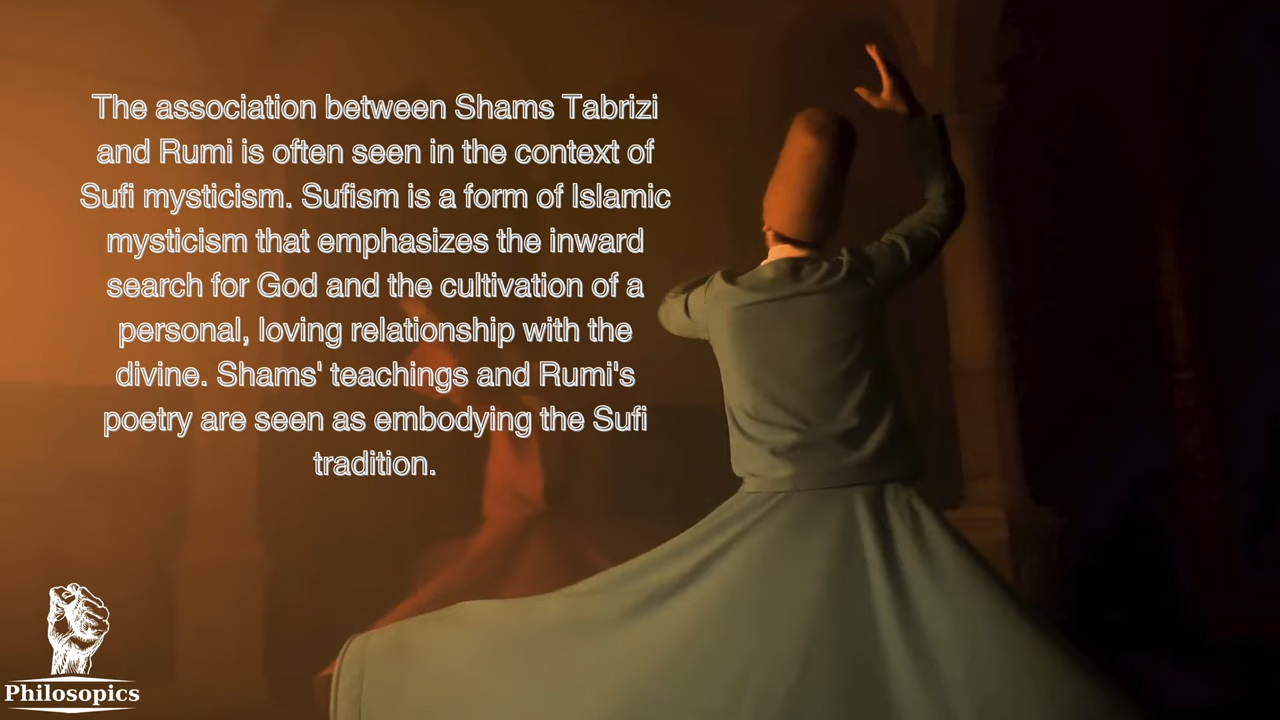 The association between Shams Tabrizi
and Rumi is often seen in the context of
Sufi mysticism. Sufism is a form of Islamic
mysticism that emphasizes the inward
search for God and the cultivation of a
personal, loving relationship with the
divine. Shams' teachings and Rumi's
poetry are seen as embodying the Sufi
tradition.
Philosopics